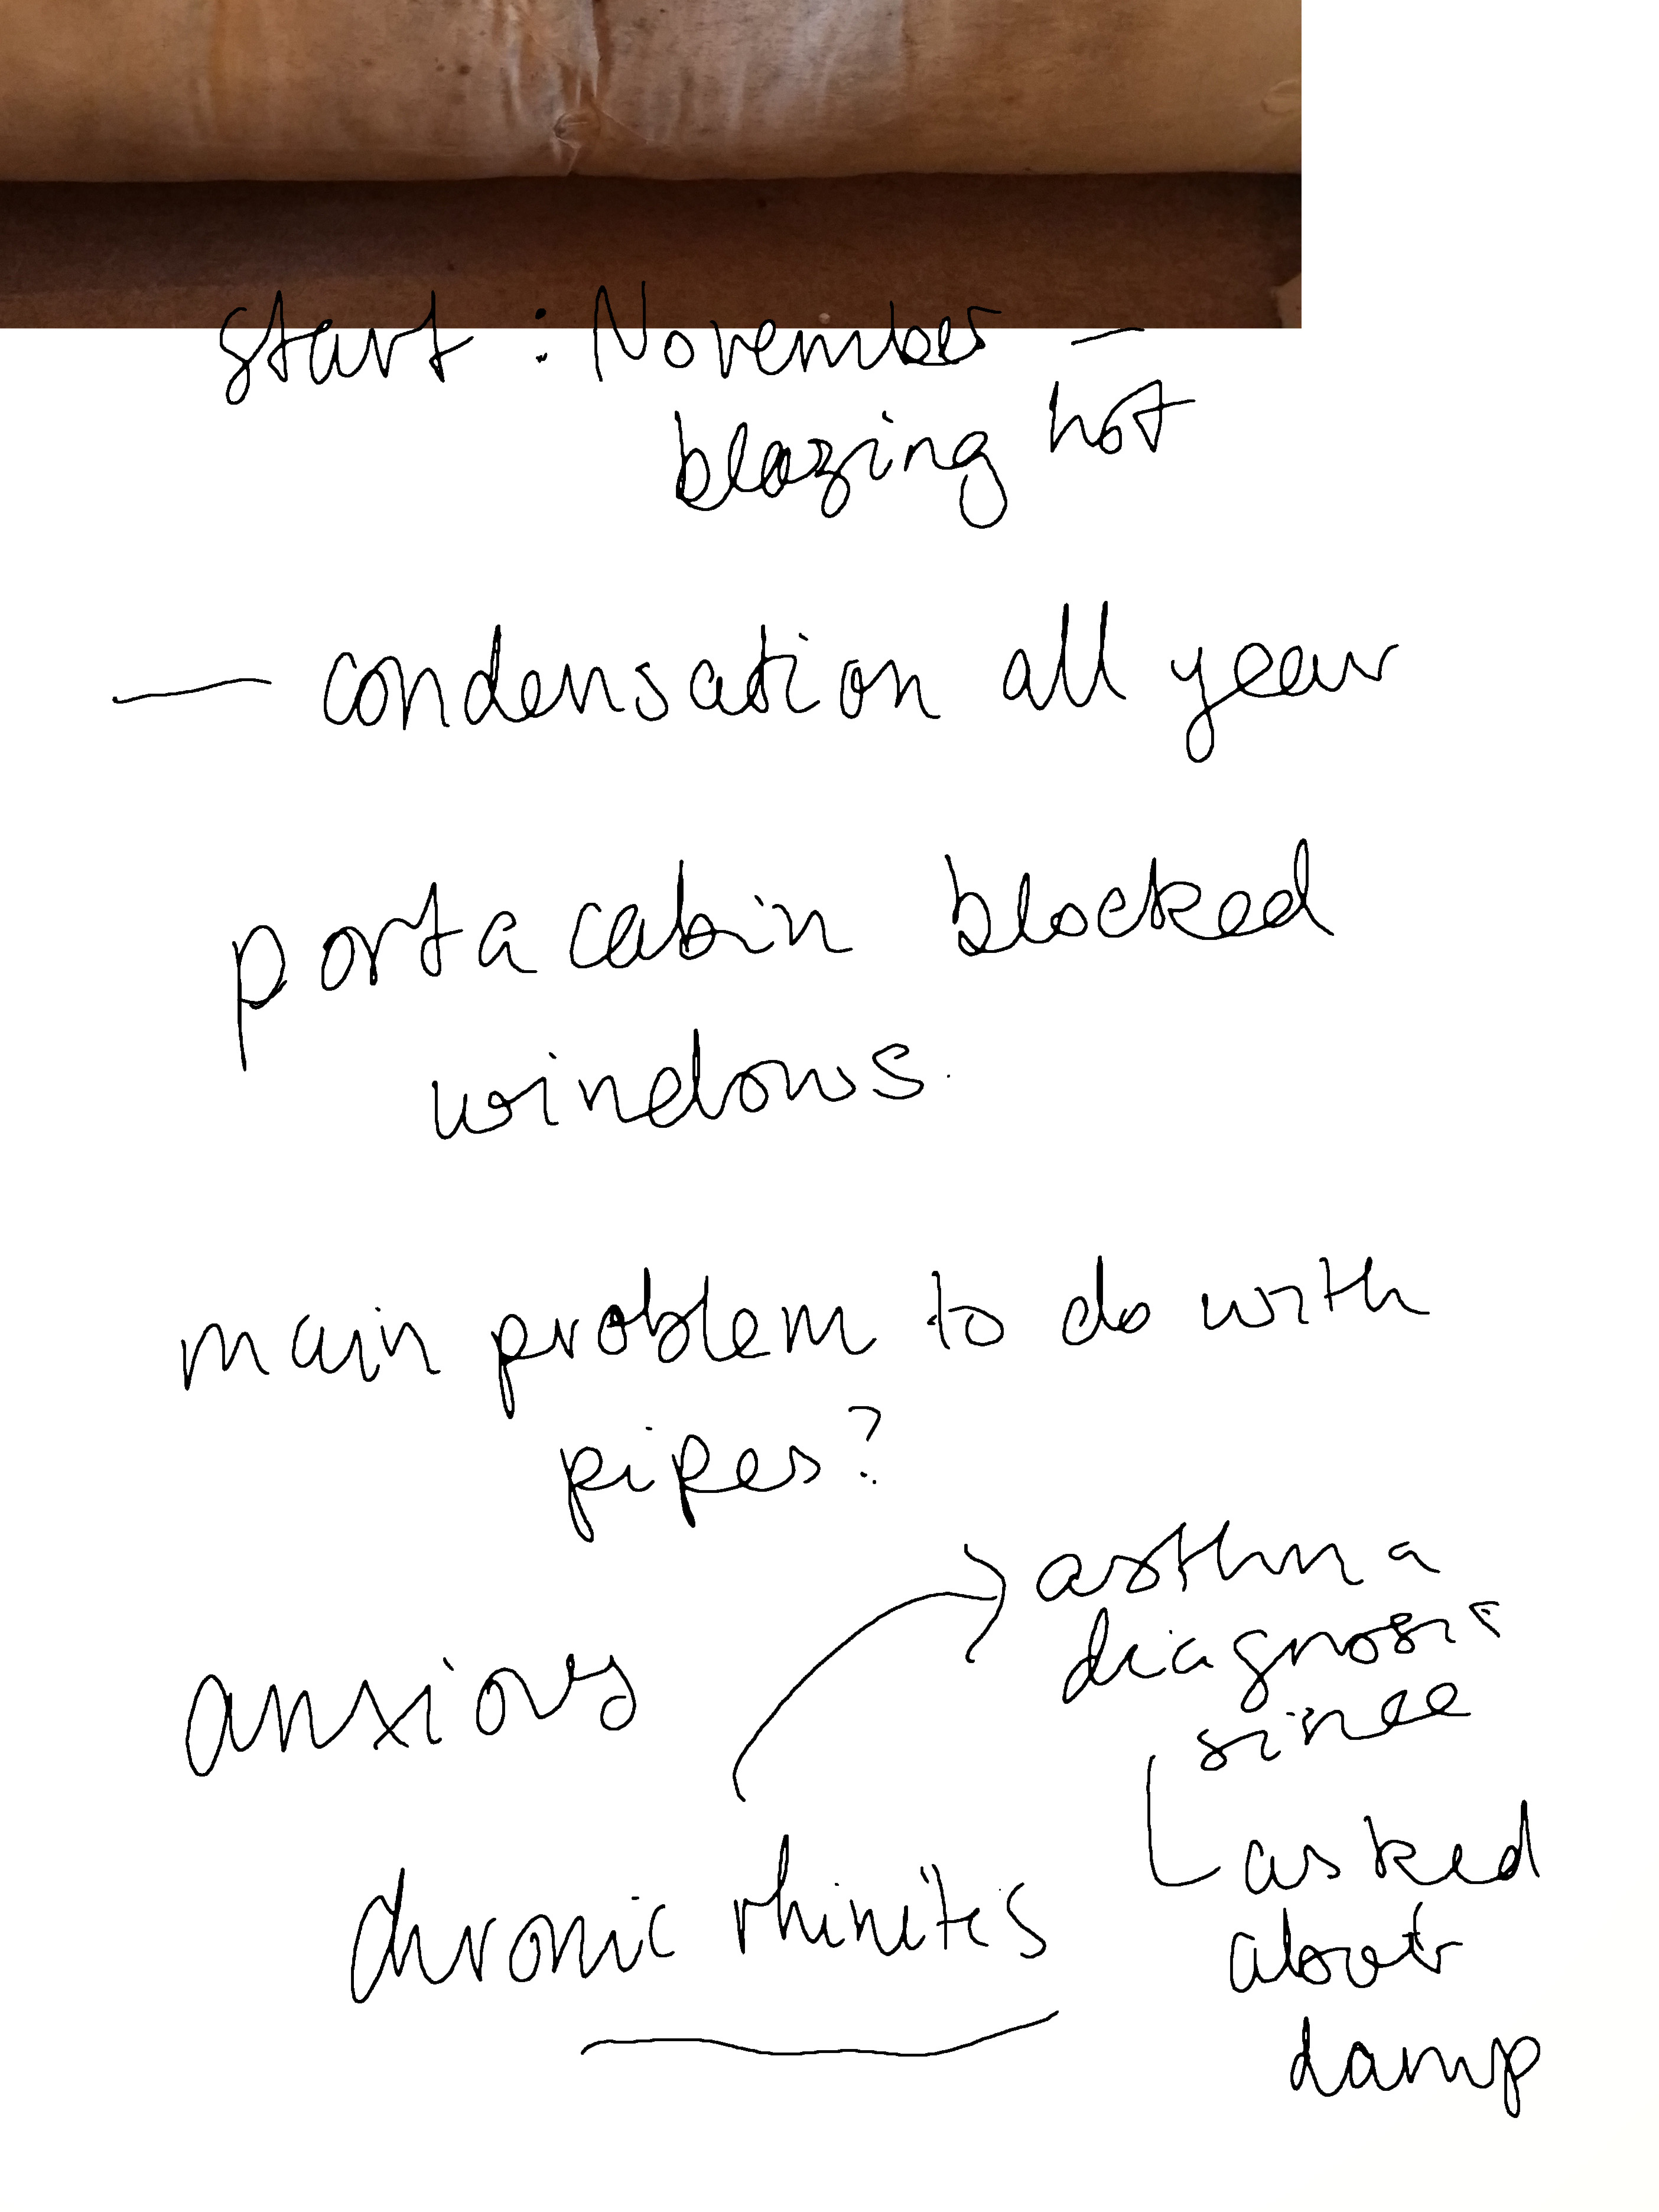 start : November —
blazing hot
— condensation all year
portacabin blocked
windows.
main problem to do with
pipes?
anxious
asthma
diagnosis
since
asked
about
damp
chronic rhinitis